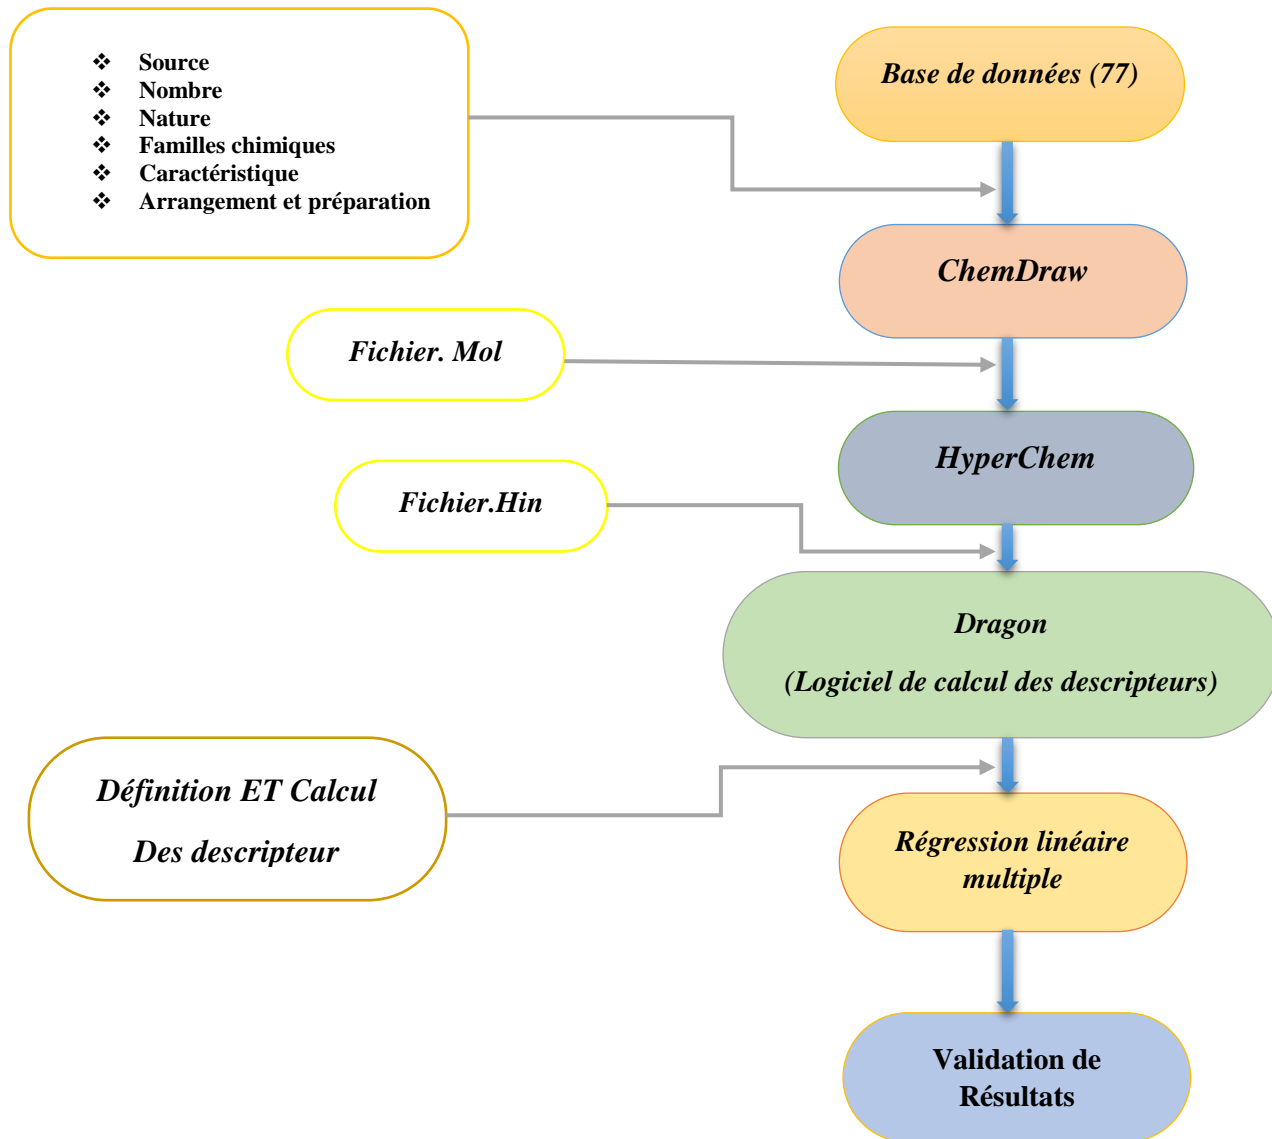 ❖ Source
❖ Nombre
❖ Nature
❖ Familles chimiques
❖ Caractéristique
❖ Arrangement et préparation
Base de données (77)
ChemDraw
Fichier. Mol
HyperChem
Fichier.Hin
Dragon
(Logiciel de calcul des descripteurs)
Définition ET Calcul
Des descripteur
Régression linéaire
multiple
Validation de
Résultats